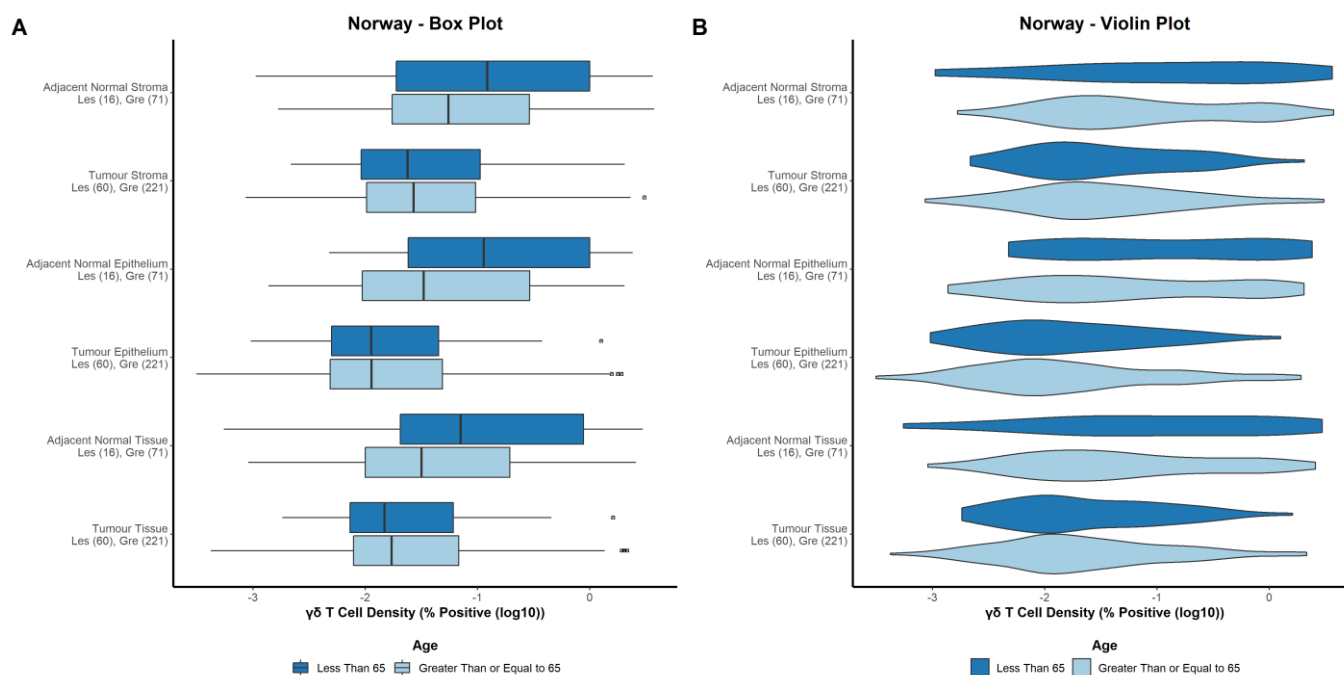 A
Norway - Box Plot
Adjacent Normal Stroma
Les (16), Gre (71)
Tumour Stroma
Les (60), Gre (221)
Adjacent Normal Epithelium
Les (16), Gre (71)
Tumour Epithelium
Les (60), Gre (221)
Adjacent Normal Tissue
Les (16), Gre (71)
Tumour Tissue
Les (60), Gre (221)
-3
-2
-1
0
γδ T Cell Density (% Positive (log10))
Age
Less Than 65
Greater Than or Equal to 65
B
Norway - Violin Plot
Adjacent Normal Stroma
Les (16), Gre (71)
Tumour Stroma
Les (60), Gre (221)
Adjacent Normal Epithelium
Les (16), Gre (71)
Tumour Epithelium
Les (60), Gre (221)
Adjacent Normal Tissue
Les (16), Gre (71)
Tumour Tissue
Les (60), Gre (221)
-3
-2
-1
0
γδ T Cell Density (% Positive (log10))
Age
Less Than 65
Greater Than or Equal to 65